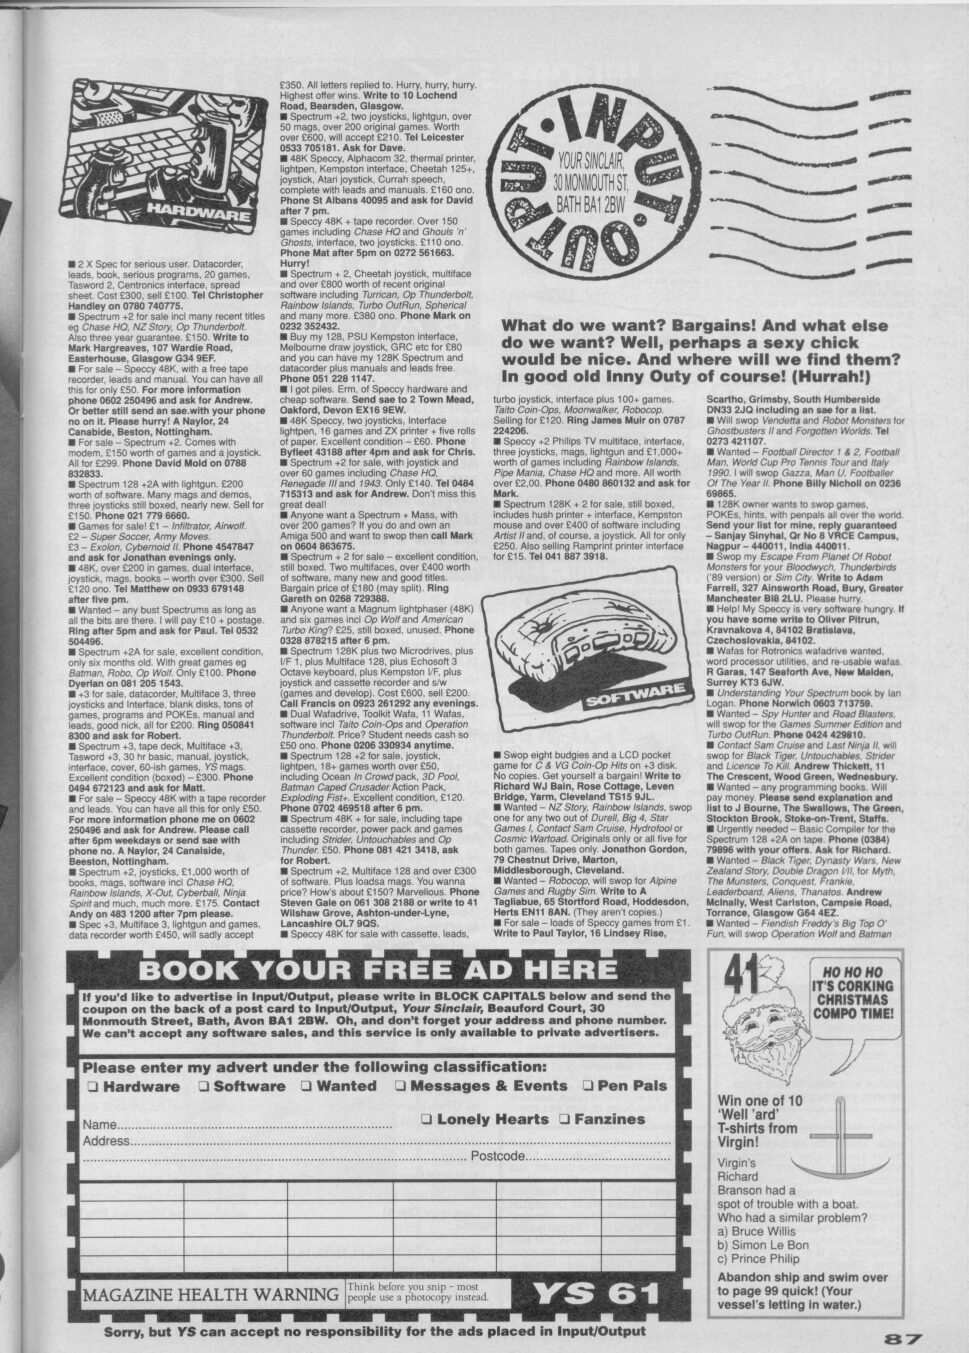 HARDWARE
■ 2 X Spec for serious user. Datacorder,
leads, book, serious programs, 20 games,
Tasword 2, Centronics interface, spread
sheet. Cost £300, sell £100. Tel Christopher
Handley on 0780 740775.
■ Spectrum +2 for sale incl many recent titles
eg Chase HQ, NZ Story, Op Thunderbolt.
Also three year guarantee. £150. Write to
Mark Hargreaves, 107 Wardie Road,
Easterhouse, Glasgow G34 9EF.
■ For sale – Speccy 48K, with a free tape
recorder, leads and manual. You can have all
this for only £50. For more information
phone 0602 250496 and ask for Andrew.
Or better still send an sae.with your phone
no on it. Please hurry! A Naylor, 24
Canabide, Beston, Nottingham.
■ For sale – Spectrum +2. Comes with
modem, £150 worth of games and a joystick.
All for £299. Phone David Mold on 0788
832833.
■ Spectrum 128 +2A with lightgun. £200
worth of software. Many mags and demos,
three joysticks still boxed, nearly new. Sell for
£150. Phone 021 779 6660.
■ Games for sale! £1 – Infiltrator, Airwolf.
£2 – Super Soccer, Army Moves.
£3 – Exolon, Cybernoid II. Phone 4547847
and ask for Jonathan evenings only.
■ 48K, over £200 in games, dual interface,
joystick, mags, books – worth over £300. Sell
£120 ono. Tel Matthew on 0933 679148
after five pm.
■ Wanted – any bust Spectrums as long as
all the bits are there. I will pay £10 + postage.
Ring after 5pm and ask for Paul. Tel 0532
504496.
■ Spectrum +2A for sale, excellent condition,
only six months old. With great games eg
Batman, Robo, Op Wolf. Only £100. Phone
Dyerlan on 081 205 1543.
■ +3 for sale, datacorder, Multiface 3, three
joysticks and Interface, blank disks, tons of
games, programs and POKEs, manual and
leads, good nick, all for £200. Ring 050841
8300 and ask for Robert.
■ Spectrum +3, tape deck, Multiface +3,
Tasword +3, 30 hr basic, manual, joystick,
interface, cover, 60-ish games, YS mags.
Excellent condition (boxed) – £300. Phone
0494 672123 and ask for Matt.
■ For sale – Speccy 48K with a tape recorder
and leads. You can have all this for only £50.
For more information phone me on 0602
250496 and ask for Andrew. Please call
after 6pm weekdays or send sae with
phone no. A Naylor, 24 Canalside,
Beeston, Nottingham.
■ Spectrum +2, joysticks, £1,000 worth of
books, mags, software incl Chase HQ,
Rainbow Islands, X-Out, Cyberball, Ninja
Spirit and much, much more. £175. Contact
Andy on 483 1200 after 7pm please.
■ Spec +3, Multiface 3, lightgun and games,
data recorder worth £450, will sadly accept
£350. All letters replied to. Hurry, hurry, hurry.
Highest offer wins. Write to 10 Lochend
Road, Bearsden, Glasgow.
■ Spectrum +2, two joysticks, lightgun, over
50 mags, over 200 original games. Worth
over £600, will accept £210. Tel Leicester
0533 705181. Ask for Dave.
■ 48K Speccy, Alphacom 32, thermal printer,
lightpen, Kempston interface, Cheetah 125+,
joystick, Atari joystick, Currah speech,
complete with leads and manuals. £160 ono.
Phone St Albans 40095 and ask for David
after 7 pm.
■ Speccy 48K + tape recorder. Over 150
games including Chase HQ and Ghouls 'n'
Ghosts, interface, two joysticks. £110 ono.
Phone Mat after 5pm on 0272 561663.
Hurry!
■ Spectrum + 2, Cheetah joystick, multiface
and over £800 worth of recent original
software including Turrican, Op Thunderbolt,
Rainbow Islands, Turbo OutRun, Spherical
and many more. £380 ono. Phone Mark on
0232 352432.
■ Buy my 128, PSU Kempston interface,
Melbourne draw joystick, GRC etc for £80
and you can have my 128K Spectrum and
datacorder plus manuals and leads free.
Phone 051 228 1147.
■ I got piles. Erm, of Speccy hardware and
cheap software. Send sae to 2 Town Mead,
Oakford, Devon EX16 9EW.
■ 48K Speccy, two joysticks, Interface
lightpen, 16 games and ZX printer + five rolls
of paper. Excellent condition – £60. Phone
Byfleet 43188 after 4pm and ask for Chris.
■ Spectrum +2 for sale, with joystick and
over 60 games including Chase HQ,
Renegade III and 1943. Only £140. Tel 0484
715313 and ask for Andrew. Don't miss this
great deal!
■ Anyone want a Spectrum + Mass, with
over 200 games? If you do and own an
Amiga 500 and want to swop then call Mark
on 0604 863675.
■ Spectrum + 2 for sale – excellent condition,
still boxed. Two multifaces, over £400 worth
of software, many new and good titles.
Bargain price of £180 (may split). Ring
Gareth on 0268 729388.
■ Anyone want a Magnum lightphaser (48K)
and six games incl Op Wolf and American
Turbo King? £25, still boxed, unused. Phone
0328 878215 after 6 pm.
■ Spectrum 128K plus two Microdrives, plus
I/F 1, plus Multiface 128, plus Echosoft 3
Octave keyboard, plus Kempston I/F, plus
joystick and cassette recorder and s/w
(games and develop). Cost £600, sell £200.
Call Francis on 0923 261292 any evenings.
■ Dual Wafadrive, Toolkit Wafa, 11 Wafas,
software incl Taito Coin-Ops and Operation
Thunderbolt. Price? Student needs cash so
£50 ono. Phone 0206 330934 anytime.
■ Spectrum 128 +2 for sale, joystick,
lightpen, 18+ games worth over £50,
including Ocean In Crowd pack, 3D Pool,
Batman Caped Crusader Action Pack,
Exploding Fist+. Excellent condition, £120.
Phone 0702 469518 after 6 pm.
■ Spectrum 48K + for sale, including tape
cassette recorder, power pack and games
including Strider, Untouchables and Op
Thunder. £50. Phone 081 421 3418, ask
for Robert.
■ Spectrum +2, Multiface 128 and over £300
of software. Plus loadsa mags. You wanna
price? How's about £150? Marvellous. Phone
Steven Gale on 061 308 2188 or write to 41
Wilshaw Grove, Ashton-under-Lyne,
Lancashire OL7 9QS.
■ Speccy 48K for sale with cassette. leads,
INPUT · OUTPUT ·
YOUR SINCLAIR,
30 MONMOUTH ST,
BATH BA1 2BW
What do we want? Bargains! And what else
do we want? Well, perhaps a sexy chick
would be nice. And where will we find them?
In good old Inny Outy of course! (Hurrah!)
turbo joystick, interface plus 100+ games.
Taito Coin-Ops, Moonwalker, Robocop.
Selling for £120. Ring James Muir on 0787
224206.
■ Speccy +2 Philips TV multiface, interface,
three joysticks, mags, lightgun and £1,000+
worth of games including Rainbow Islands,
Pipe Mania, Chase HQ and more. All worth
over £2,00. Phone 0480 860132 and ask for
Mark.
■ Spectrum 128K + 2 for sale, still boxed,
includes hush printer + interface, Kempston
mouse and over £400 of software including
Artist II and, of course, a joystick. All for only
£250. Also selling Ramprint printer interface
for £15. Tel 041 887 3918.
SOFTWARE
■ Swop eight budgies and a LCD pocket
game for C & VG Coin-Op Hits on +3 disk.
No copies. Get yourself a bargain! Write to
Richard WJ Bain, Rose Cottage, Leven
Bridge, Yarm, Cleveland TS15 9JL.
■ Wanted – NZ Story, Rainbow Islands, swop
one for any two out of Durell, Big 4, Star
Games I, Contact Sam Cruise, Hydrofool or
Cosmic Wartoad. Originals only or all five for
both games. Tapes only. Jonathon Gordon,
79 Chestnut Drive, Marton,
Middlesborough, Cleveland.
■ Wanted – Robocop, will swop for Alpine
Games and Rugby Sim. Write to A
Tagliabue, 65 Stortford Road, Hoddesdon,
Herts EN11 8AN. (They aren't copies.)
■ For sale – loads of Speccy games from £1.
Write to Paul Taylor, 16 Lindsey Rise,
Scartho, Grimsby, South Humberside
DN33 2JQ including an sae for a list.
■ Will swop Vendetta and Robot Monsters for
Ghostbusters II and Forgotten Worlds. Tel
0273 421107.
■ Wanted – Football Director 1 & 2, Football
Man, World Cup Pro Tennis Tour and Italy
1990. I will swop Gazza, Man U, Footballer
Of The Year II. Phone Billy Nicholl on 0236
69865.
■ 128K owner wants to swop games,
POKEs, hints, with penpals all over the world.
Send your list for mine, reply guaranteed
– Sanjay Sinyhal, Qr No 8 VRCE Campus,
Nagpur – 440011, India 440011.
■ Swop my Escape From Planet Of Robot
Monsters for your Bloodwych, Thunderbirds
('89 version) or Sim City. Write to Adam
Farrell, 327 Ainsworth Road, Bury, Greater
Manchester Bl8 2LU. Please hurry.
■ Help! My Speccy is very software hungry. If
you have some write to Oliver Pitrun,
Kravnakova 4, 84102 Bratislava,
Czechoslovakia, 84102.
■ Wafas for Rotronics wafadrive wanted,
word processor utilities, and re-usable wafas.
R Garas, 147 Seaforth Ave, New Malden,
Surrey KT3 6JW.
■ Understanding Your Spectrum book by Ian
Logan. Phone Norwich 0603 713759.
■ Wanted – Spy Hunter and Road Blasters,
will swop for the Games Summer Edition and
Turbo OutRun. Phone 0424 429810.
■ Contact Sam Cruise and Last Ninja II, will
swop for Black Tiger, Untouchables, Strider
and Licence To Kill. Andrew Thickett, 11
The Crescent, Wood Green, Wednesbury.
■ Wanted – any programming books. Will
pay money. Please send explanation and
list to J Bourne, The Swallows, The Green,
Stockton Brook, Stoke-on-Trent, Staffs.
■ Urgently needed – Basic Compiler for the
Spectrum 128 +2A on tape. Phone (0384)
79896 with your offers. Ask for Richard.
■ Wanted – Black Tiger, Dynasty Wars, New
Zealand Story, Double Dragon I/II, for Myth,
The Munsters, Conquest, Frankie,
Leaderboard, Aliens, Thanatos. Andrew
McInally, West Carlston, Campsie Road,
Torrance, Glasgow G64 4EZ.
■ Wanted – Fiendish Freddy's Big Top O'
Fun, will swop Operation Wolf and Batman
BOOK YOUR FREE AD HERE
If you'd like to advertise in Input/Output, please write in BLOCK CAPITALS below and send the
coupon on the back of a post card to Input/Output, Your Sinclair, Beauford Court, 30
Monmouth Street, Bath, Avon BA1 2BW. Oh, and don't forget your address and phone number.
We can't accept any software sales, and this service is only available to private advertisers.
Please enter my advert under the following classification:
❏ Hardware ❏ Software ❏ Wanted ❏ Messages & Events ❏ Pen Pals
❏ Lonely Hearts ❏ Fanzines
Name
Address
Postcode
MAGAZINE HEALTH WARNING
Think before you snip – most
people use a photocopy instead.
YS 61
Sorry, but YS can accept no responsibility for the ads placed in Input/Output
41
HO HO HO
IT'S CORKING
CHRISTMAS
COMPO TIME!
Win one of 10
'Well 'ard'
T-shirts from
Virgin!
Virgin's
Richard
Branson had a
spot of trouble with a boat.
Who had a similar problem?
a) Bruce Willis
b) Simon Le Bon
c) Prince Philip
Abandon ship and swim over
to page 99 quick! (Your
vessel's letting in water.)
87